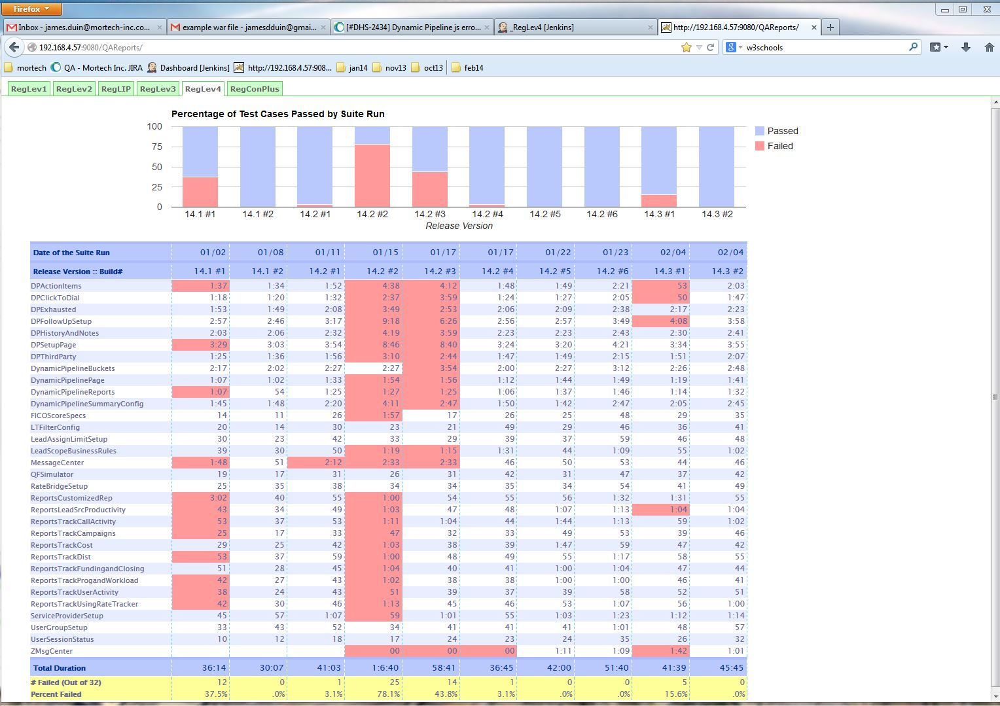 Firefox
Inbox - james.duin@mortech-inc.co... example war file - jamesdduin@gmai... [#DHS-2434] Dynamic Pipeline js erro... _RegLev4 [Jenkins] http://192.168.4.57:9080/QAReports/
192.168.4.57:9080/QAReports/ w3schools
mortech QA - Mortech Inc. JIRA Dashboard [Jenkins] http://192.168.4.57:908... jan14 nov13 oct13 feb14
RegLev1 RegLev2 RegLIP RegLev3 RegLev4 RegConPlus
Percentage of Test Cases Passed by Suite Run
100
75
50
25
0
Passed
Failed
14.1 #1 14.1 #2 14.2 #1 14.2 #2 14.2 #3 14.2 #4 14.2 #5 14.2 #6 14.3 #1 14.3 #2
Release Version
Date of the Suite Run 01/02 01/08 01/11 01/15 01/17 01/17 01/22 01/23 02/04 02/04
Release Version :: Build# 14.1 #1 14.1 #2 14.2 #1 14.2 #2 14.2 #3 14.2 #4 14.2 #5 14.2 #6 14.3 #1 14.3 #2
DPActionItems 1:37 1:34 1:52 4:38 4:12 1:48 1:49 2:21 53 2:03
DPClickToDial 1:18 1:20 1:32 2:37 3:59 1:24 1:27 2:05 50 1:47
DPExhausted 1:53 1:49 2:08 3:49 2:53 2:06 2:09 2:38 2:17 2:23
DPFollowUpSetup 2:57 2:46 3:17 9:18 6:26 2:56 2:57 3:49 4:08 3:58
DPHistoryAndNotes 2:03 2:06 2:32 4:19 3:59 2:23 2:23 2:43 2:30 2:41
DPSetupPage 3:29 3:03 3:54 8:46 8:40 3:24 3:20 4:21 3:34 3:55
DPThirdParty 1:25 1:36 1:56 3:10 2:44 1:47 1:49 2:15 1:51 2:07
DynamicPipelineBuckets 2:17 2:02 2:27 2:27 3:54 2:00 2:27 3:12 2:26 2:48
DynamicPipelinePage 1:07 1:02 1:33 1:54 1:56 1:12 1:44 1:49 1:19 1:41
DynamicPipelineReports 1:07 54 1:25 1:27 1:25 1:06 1:37 1:46 1:14 1:32
DynamicPipelineSummaryConfig 1:45 1:48 2:20 4:11 2:47 1:50 1:42 2:47 2:05 2:45
FICOScoreSpecs 14 11 26 1:57 17 26 25 48 29 35
LTFilterConfig 20 14 30 23 21 49 29 46 36 41
LeadAssignLimitSetup 30 23 42 33 29 39 37 59 46 48
LeadScopeBusinessRules 39 30 50 1:19 1:15 1:31 44 1:09 55 1:02
MessageCenter 1:48 51 2:12 2:33 2:33 46 50 53 44 46
QFSimulator 19 17 31 26 31 42 31 47 37 42
RateBridgeSetup 25 35 38 34 34 35 34 54 41 49
ReportsCustomizedRep 3:02 40 55 1:00 54 55 56 1:32 1:31 55
ReportsLeadSrcProductivity 43 34 49 1:03 47 48 1:07 1:13 1:04 1:04
ReportsTrackCallActivity 53 37 53 1:11 1:04 44 1:44 1:13 59 1:02
ReportsTrackCampaigns 25 17 33 47 32 33 49 53 39 46
ReportsTrackCost 29 25 42 1:03 38 39 1:47 59 47 42
ReportsTrackDist 53 37 59 1:00 48 49 55 1:17 58 55
ReportsTrackFundingandClosing 51 28 45 1:04 40 41 1:00 1:04 47 44
ReportsTrackProgandWorkload 42 27 43 1:02 38 38 1:00 1:00 46 41
ReportsTrackUserActivity 38 24 43 51 39 37 39 58 52 51
ReportsTrackUsingRateTracker 42 30 46 1:13 45 46 53 1:07 56 1:00
ServiceProviderSetup 45 57 1:07 59 1:01 55 1:03 1:23 1:12 1:14
UserGroupSetup 33 43 52 34 41 41 41 1:01 48 57
UserSessionStatus 10 12 18 17 24 23 24 35 26 32
ZMsgCenter 00 00 00 1:11 1:09 1:42 1:01
Total Duration 36:14 30:07 41:03 1:6:40 58:41 36:45 42:00 51:40 41:39 45:45
# Failed (Out of 32) 12 0 1 25 14 1 0 0 5 0
Percent Failed 37.5% .0% 3.1% 78.1% 43.8% 3.1% .0% .0% 15.6% .0%